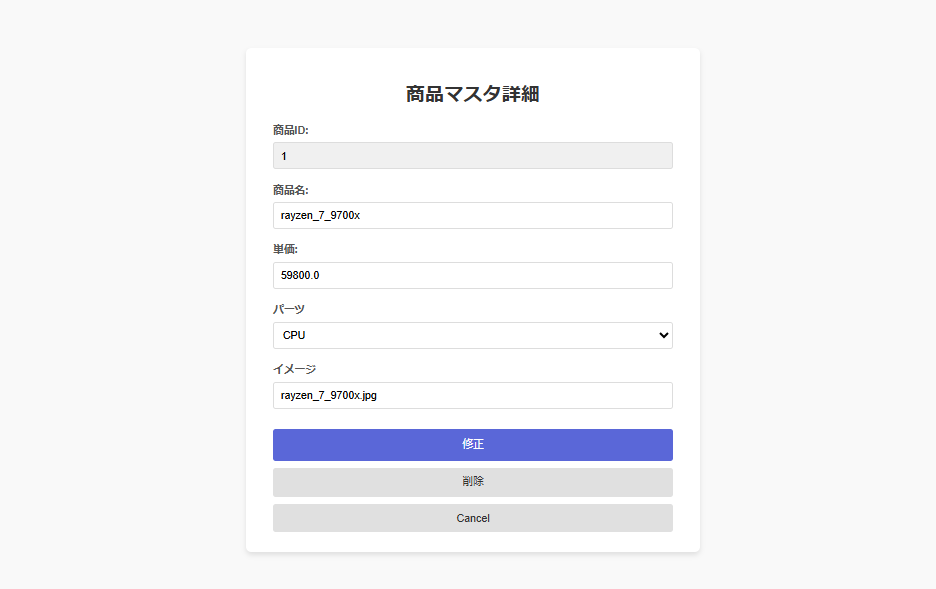 商品マスタ詳細
商品ID:
1
商品名:
rayzen_7_9700x
単価:
59800.0
パーツ
CPU
イメージ
rayzen_7_9700x.jpg
修正
削除
Cancel